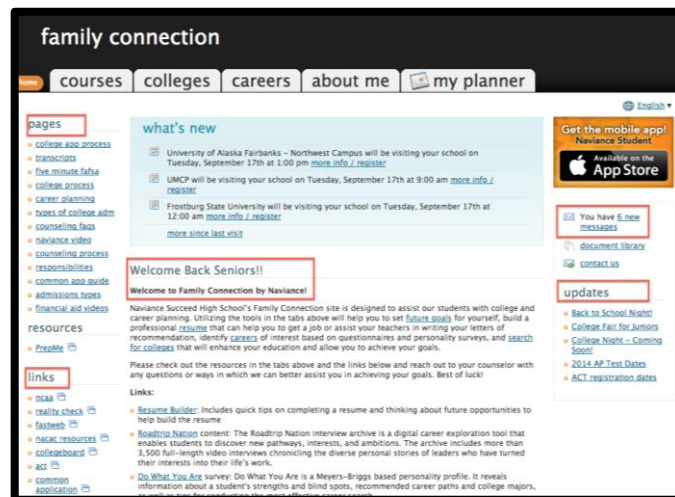 family connection
home
courses
colleges
careers
about me
my planner
English
pages
college app process
transcripts
five minute fafsa
college process
career planning
types of college adm
counseling faqs
naviance video
counseling process
responsibilities
common app guide
admissions types
financial aid videos
resources
PrepMe
links
ncaa
reality check
fastweb
nacac resources
collegeboard
act
common
application
what's new
University of Alaska Fairbanks – Northwest Campus will be visiting your school on
Tuesday, September 17th at 1:00 pm more info / register
UMCP will be visiting your school on Tuesday, September 17th at 9:00 am more info /
register
Frostburg State University will be visiting your school on Tuesday, September 17th at
12:00 am more info / register
more since last visit
Welcome Back Seniors!!
Welcome to Family Connection by Naviance!
Naviance Succeed High School's Family Connection site is designed to assist our students with college and
career planning. Utilizing the tools in the tabs above will help you to set future goals for yourself, build a
professional resume that can help you to get a job or assist your teachers in writing your letters of
recommendation, identify careers of interest based on questionnaires and personality surveys, and search
for colleges that will enhance your education and allow you to achieve your goals.
Please check out the resources in the tabs above and the links below and reach out to your counselor with
any questions or ways in which we can better assist you in achieving your goals. Best of luck!
Links:
Resume Builder: Includes quick tips on completing a resume and thinking about future opportunities to
help build the resume
Roadtrip Nation content: The Roadtrip Nation interview archive is a digital career exploration tool that
enables students to discover new pathways, interests, and ambitions. The archive includes more than
3,500 full-length video interviews chronicling the diverse personal stories of leaders who have turned
their interests into their life's work.
Do What You Are survey: Do What You Are is a Meyers-Briggs based personality profile. It reveals
information about a student's strengths and blind spots, recommended career paths and college majors,
as well as tips for conducting the most effective career search
Get the mobile app!
Naviance Student
Available on the
App Store
You have 6 new
messages
document library
contact us
updates
Back to School Night!
College Fair for Juniors
College Night – Coming
Soon!
2014 AP Test Dates
ACT registration dates